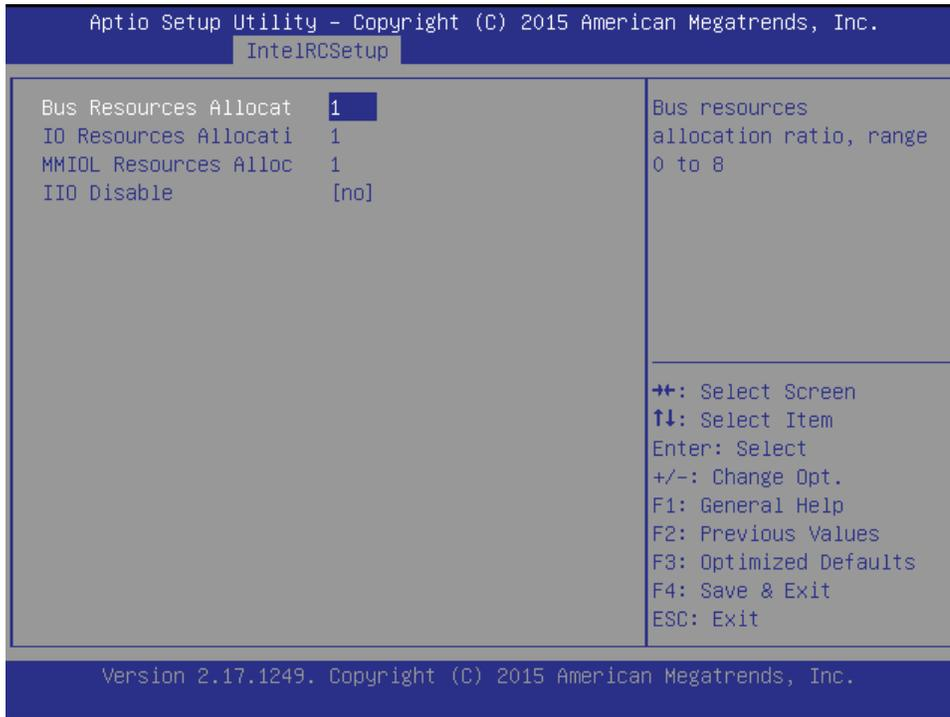 Aptio Setup Utility – Copyright (C) 2015 American Megatrends, Inc.
IntelRCSetup
Bus Resources Allocat 1
IO Resources Allocati 1
MMIOL Resources Alloc 1
IIO Disable [no]
Bus resources
allocation ratio, range
0 to 8
→←: Select Screen
↑↓: Select Item
Enter: Select
+/-: Change Opt.
F1: General Help
F2: Previous Values
F3: Optimized Defaults
F4: Save & Exit
ESC: Exit
Version 2.17.1249. Copyright (C) 2015 American Megatrends, Inc.